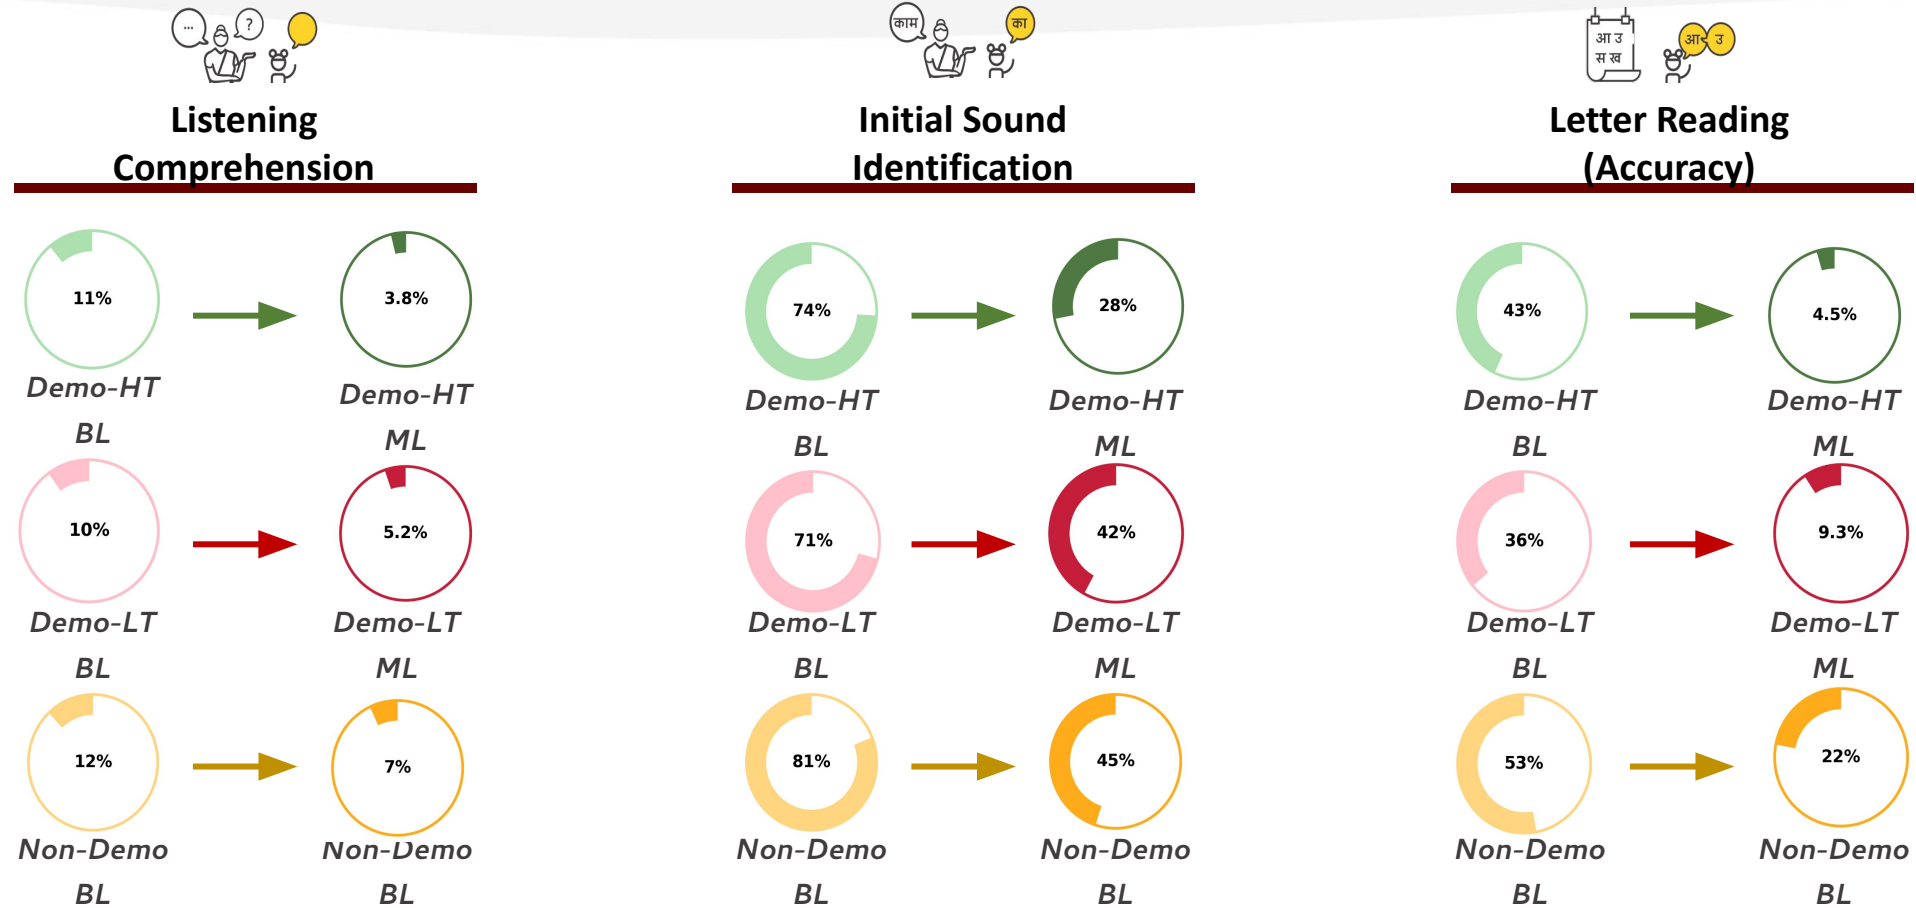 ...
?
काम
का
आ उ
स ख
आ
उ
Listening
Comprehension
Initial Sound
Identification
Letter Reading
(Accuracy)
11%
3.8%
74%
28%
43%
4.5%
Demo-HT
BL
Demo-HT
ML
Demo-HT
BL
Demo-HT
ML
Demo-HT
BL
Demo-HT
ML
10%
5.2%
71%
42%
36%
9.3%
Demo-LT
BL
Demo-LT
ML
Demo-LT
BL
Demo-LT
ML
Demo-LT
BL
Demo-LT
ML
12%
7%
81%
45%
53%
22%
Non-Demo
BL
Non-Demo
BL
Non-Demo
BL
Non-Demo
BL
Non-Demo
BL
Non-Demo
BL